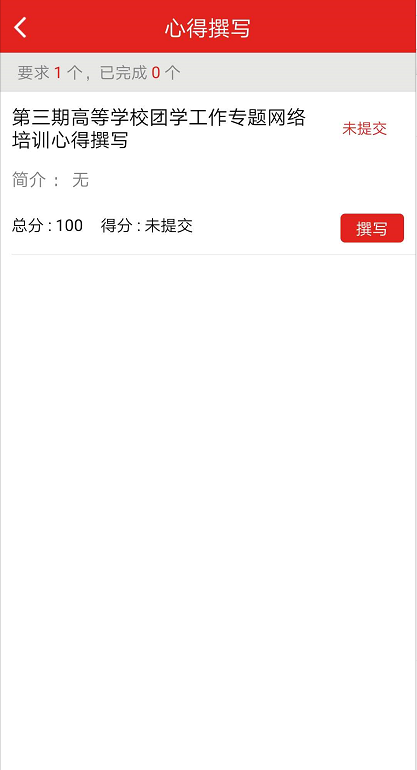 心得撰写
要求 1 个，已完成 0 个
第三期高等学校团学工作专题网络
培训心得撰写
未提交
简介 ： 无
总分 : 100 得分 : 未提交
撰写